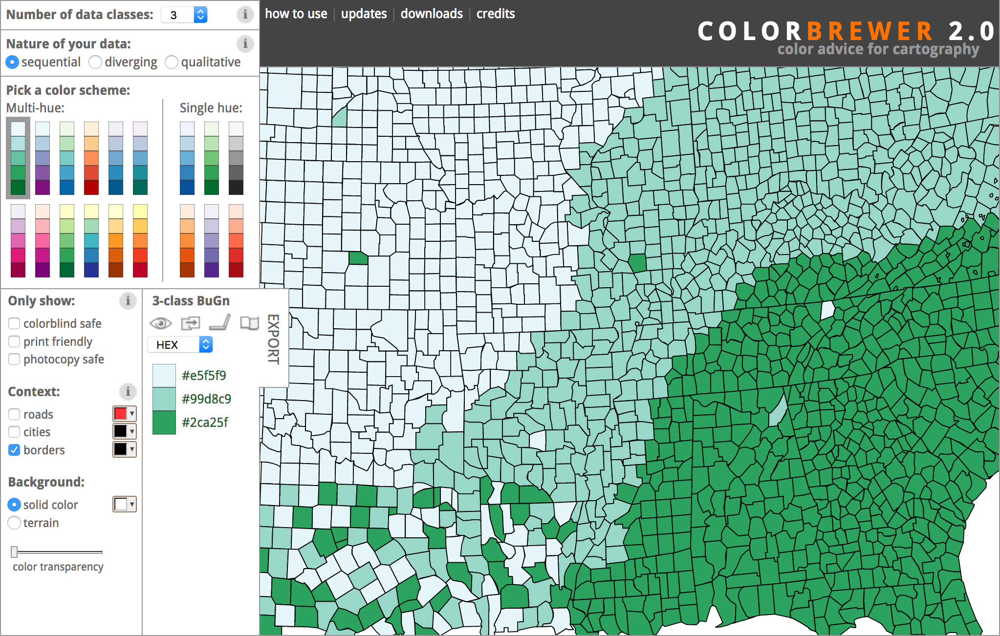 Number of data classes: 3 i
how to use | updates | downloads | credits
COLORBREWER 2.0
color advice for cartography
Nature of your data: i
sequential diverging qualitative
Pick a color scheme:
Multi-hue: Single hue:
Only show: i
colorblind safe
print friendly
photocopy safe
Context: i
roads
cities
borders
Background:
solid color
terrain
color transparency
3-class BuGn
HEX
#e5f5f9
#99d8c9
#2ca25f
EXPORT